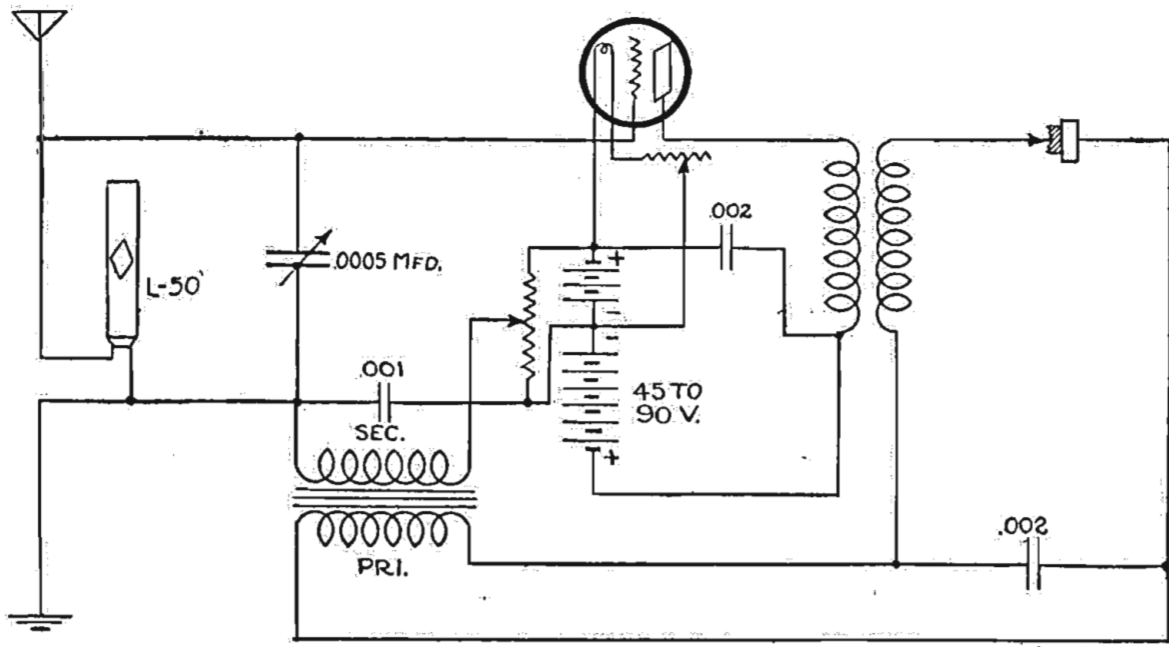 .002
L-50'
.0005 MFD.
+
-
-
.001
45 TO
90 V.
SEC.
+
PRI.
.002